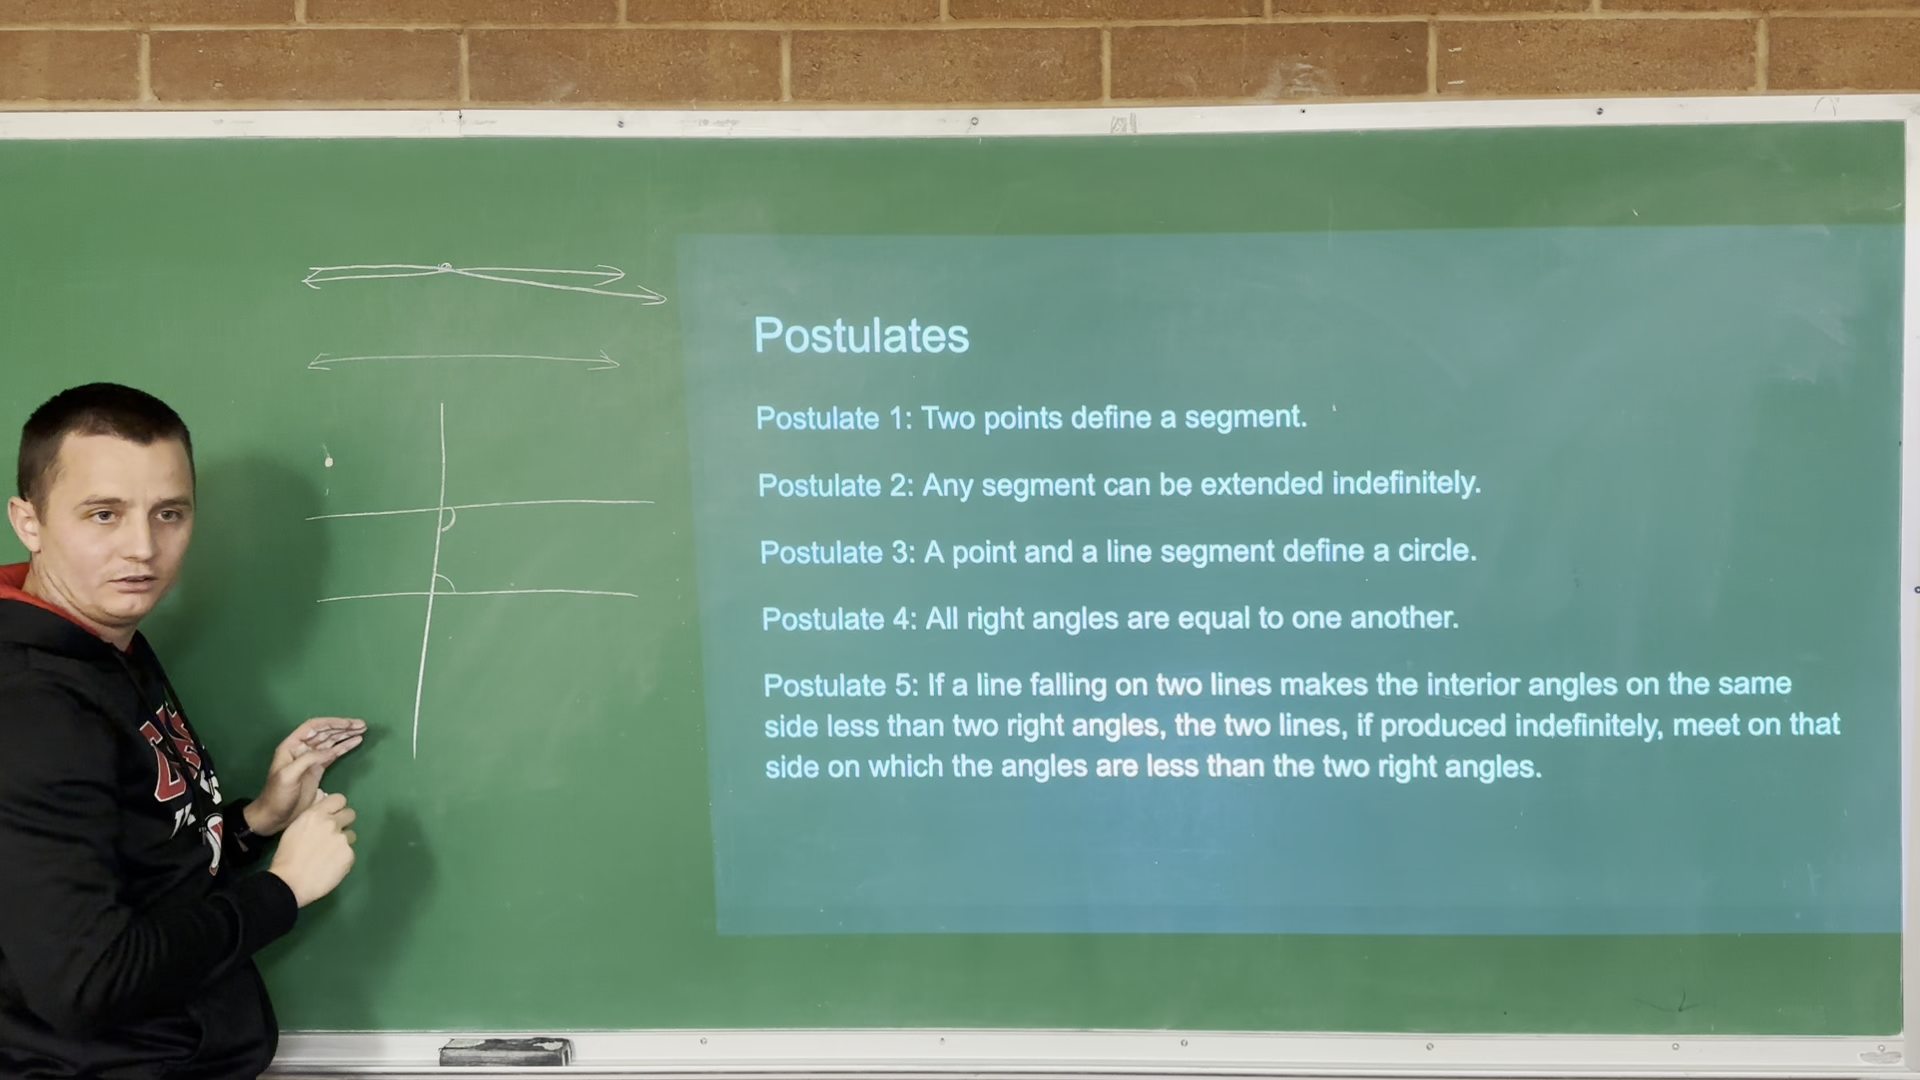 Postulates
Postulate 1: Two points define a segment.
Postulate 2: Any segment can be extended indefinitely.
Postulate 3: A point and a line segment define a circle.
Postulate 4: All right angles are equal to one another.
Postulate 5: If a line falling on two lines makes the interior angles on the same
side less than two right angles, the two lines, if produced indefinitely, meet on that
side on which the angles are less than the two right angles.